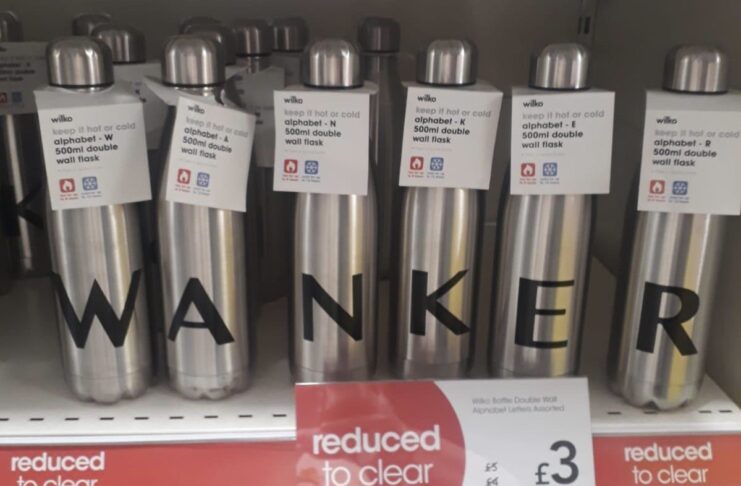 wilko
keep it hot or cold
alphabet - W
500ml double
wall flask
wilko
keep it hot or cold
alphabet - A
500ml double
wall flask
wilko
keep it hot or cold
alphabet - N
500ml double
wall flask
wilko
keep it hot or cold
alphabet - K
500ml double
wall flask
wilko
keep it hot or cold
alphabet - E
500ml double
wall flask
wilko
keep it hot or cold
alphabet - R
500ml double
wall flask
W A N K E R
reduced
to clear
reduced
to clear
Wilko Bottle Double Wall
Alphabet Letters Assorted
£5
£4
£3
reduced
to clear